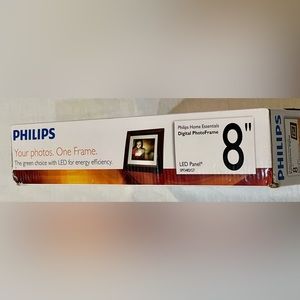 PHILIPS
Your photos. One Frame.
The green choice with LED for energy efficiency.
Philips Home Essentials
Digital PhotoFrame
8"
LED Panel*
PHILIPS
8